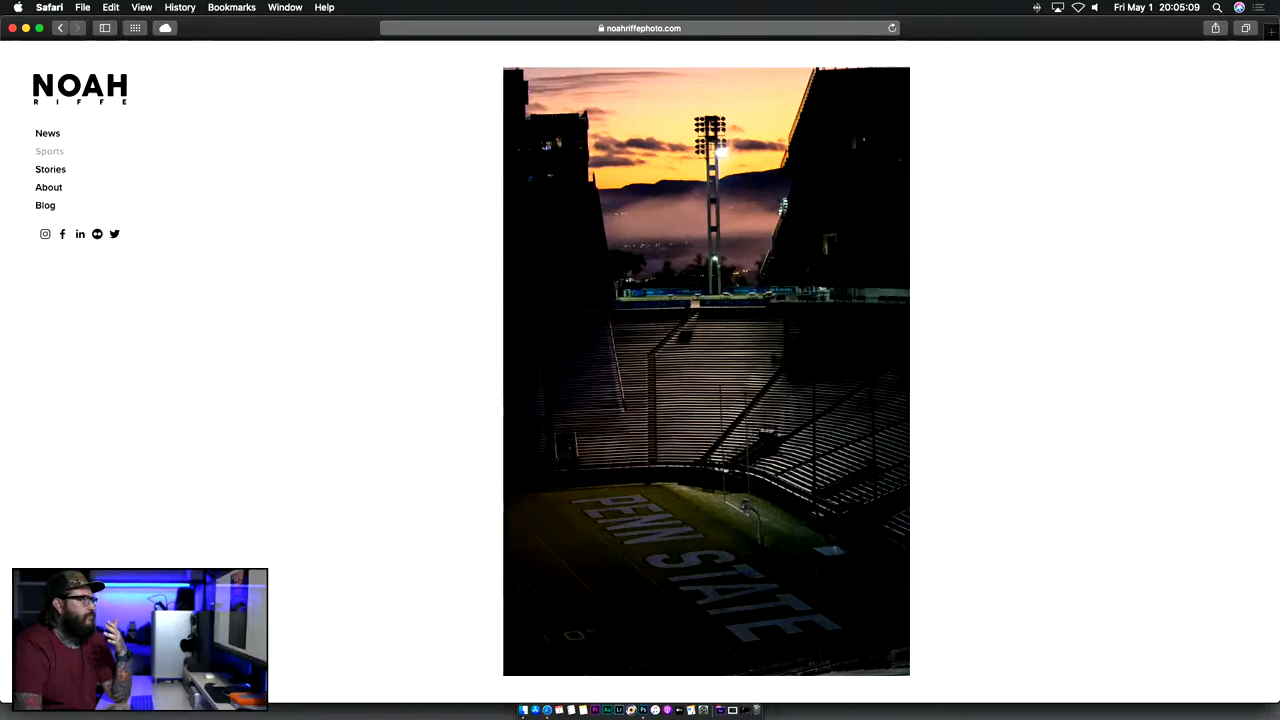 Safari File Edit View History Bookmarks Window Help
Fri May 1 20:05:09
noahriffephoto.com
NOAH
RIFFE
News
Sports
Stories
About
Blog
PENN STATE